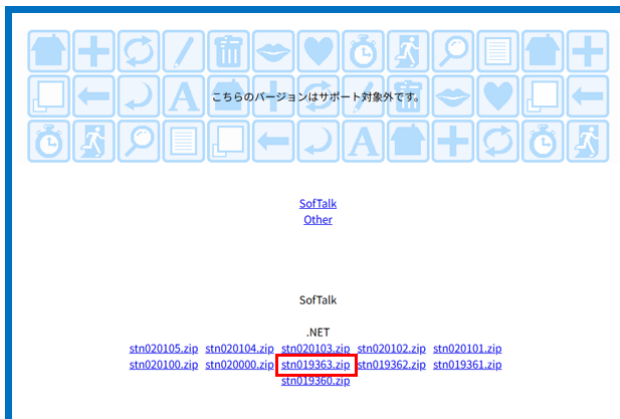 こちらのバージョンはサポート対象外です。
SofTalk
Other
SofTalk
.NET
stn020105.zip stn020104.zip stn020103.zip stn020102.zip stn020101.zip
stn020100.zip stn020000.zip stn019363.zip stn019362.zip stn019361.zip
stn019360.zip